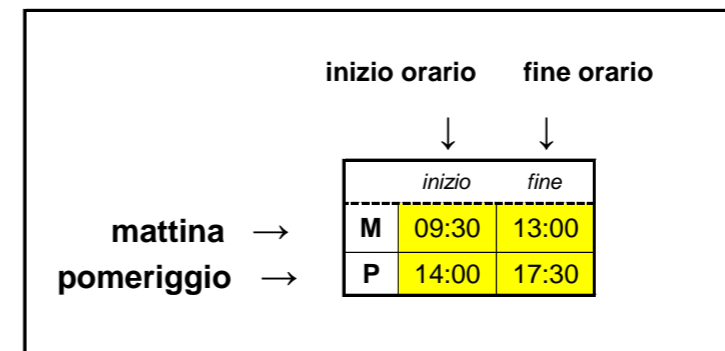 inizio orario fine orario
↓ ↓
inizio fine
mattina → M 09:30 13:00
pomeriggio → P 14:00 17:30